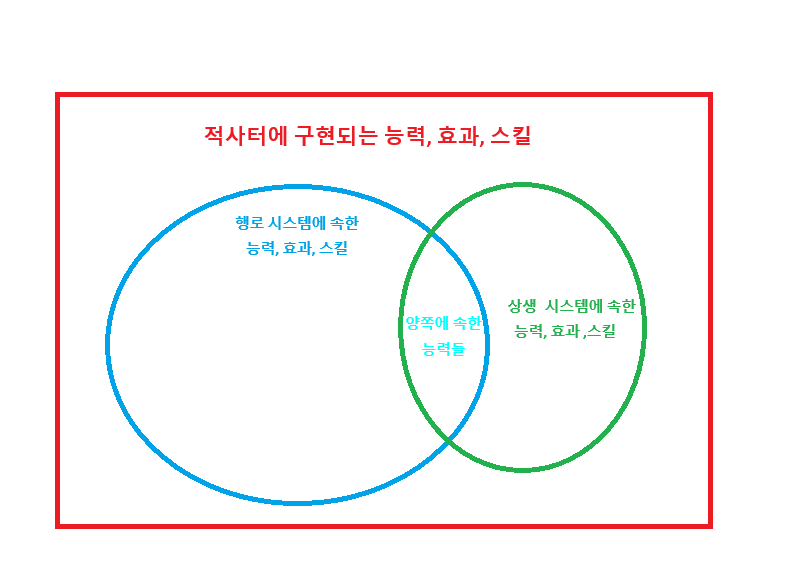 적사터에 구현되는 능력, 효과, 스킬
행로 시스템에 속한
능력, 효과, 스킬
양쪽에 속한
능력들
상생 시스템에 속한
능력, 효과 ,스킬